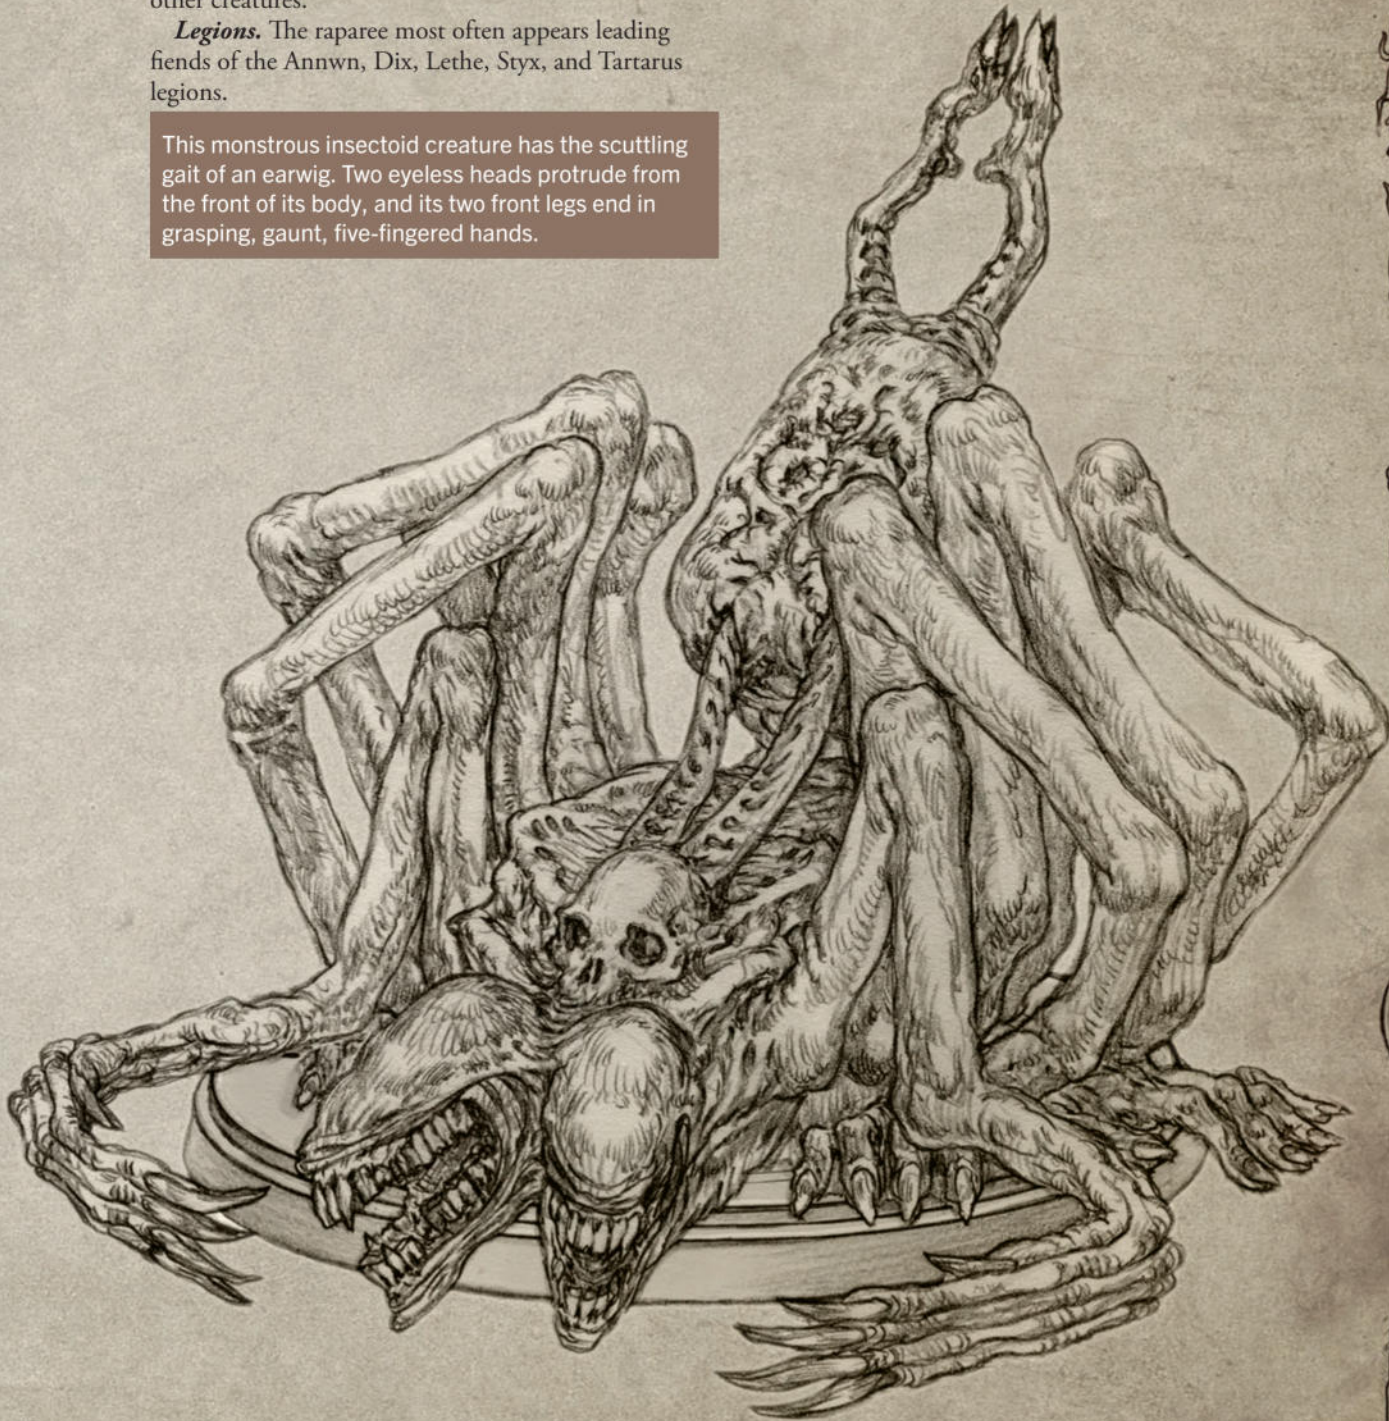 other creatures.
Legions. The raparee most often appears leading
fiends of the Annwn, Dix, Lethe, Styx, and Tartarus
legions.
This monstrous insectoid creature has the scuttling
gait of an earwig. Two eyeless heads protrude from
the front of its body, and its two front legs end in
grasping, gaunt, five-fingered hands.